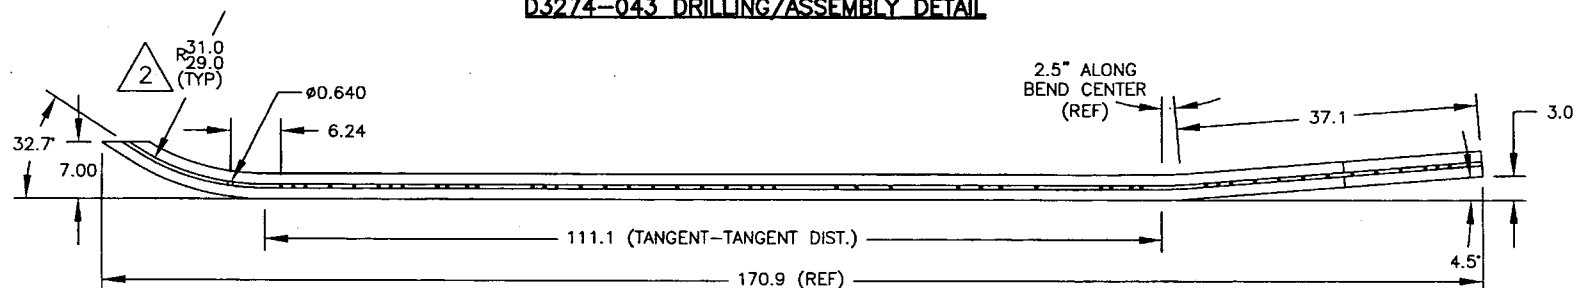 D3274-043 DRILLING/ASSEMBLY DETAIL
R31.0
29.0
(TYP)
2
ø0.640
6.24
32.7°
7.00
2.5" ALONG
BEND CENTER
(REF)
37.1
3.0
111.1 (TANGENT-TANGENT DIST.)
4.5°
170.9 (REF)